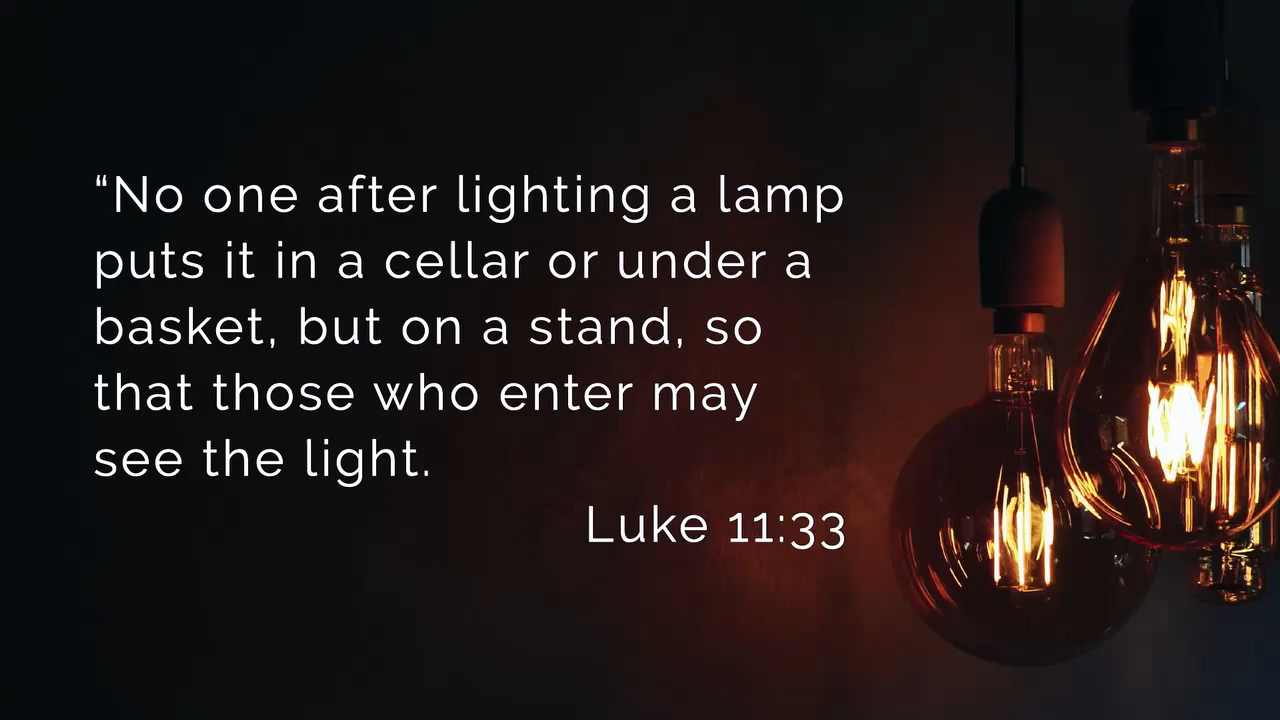 “No one after lighting a lamp
puts it in a cellar or under a
basket, but on a stand, so
that those who enter may
see the light.
Luke 11:33